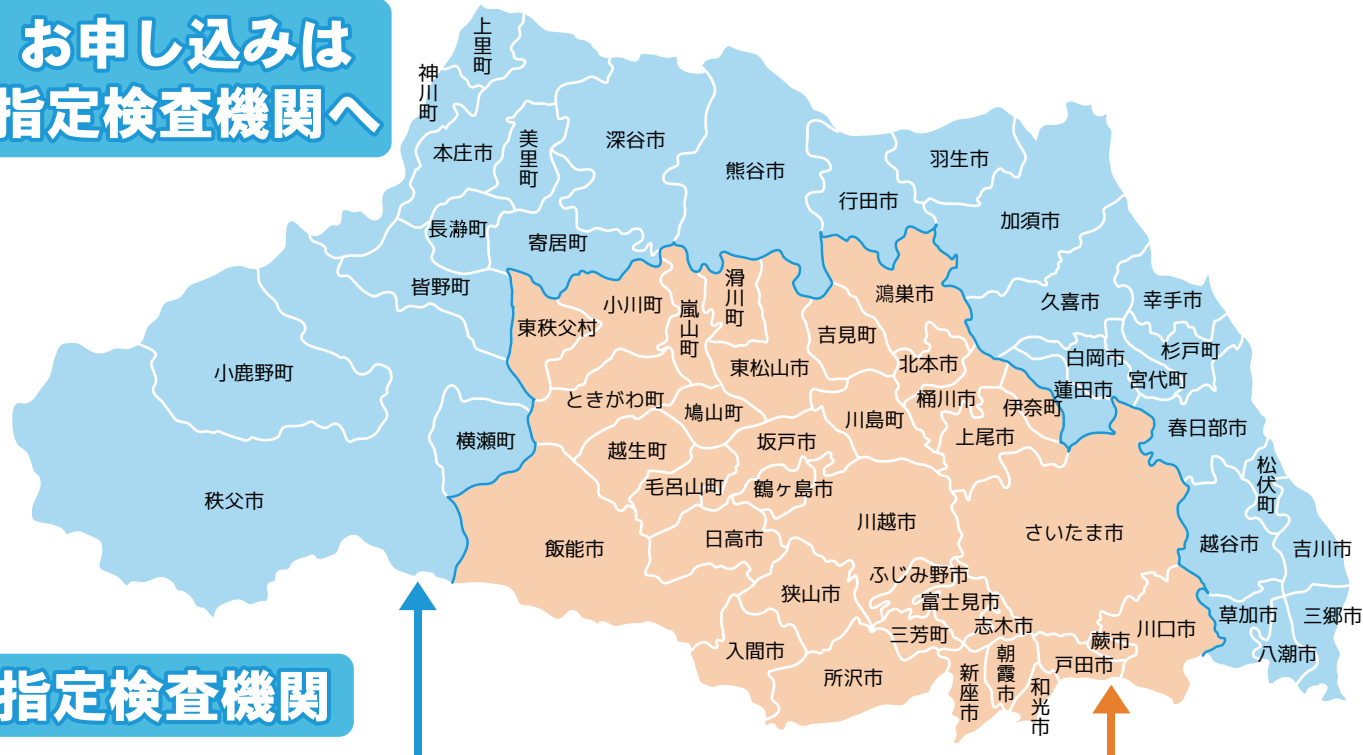 お申し込みは
指定検査機関へ
上里町
神川町
本庄市
美里町
深谷市
熊谷市
行田市
羽生市
加須市
長瀞町
寄居町
皆野町
小鹿野町
横瀬町
秩父市
久喜市
幸手市
白岡市
杉戸町
宮代町
蓮田市
春日部市
松伏町
越谷市
吉川市
草加市
三郷市
八潮市
東秩父村
小川町
嵐山町
滑川町
鴻巣市
吉見町
東松山市
北本市
ときがわ町
鳩山町
川島町
桶川市
伊奈町
上尾市
越生町
坂戸市
毛呂山町
鶴ヶ島市
川越市
さいたま市
飯能市
日高市
ふじみ野市
狭山市
富士見市
三芳町
志木市
蕨市
川口市
入間市
所沢市
新座市
朝霞市
和光市
戸田市
指定検査機関